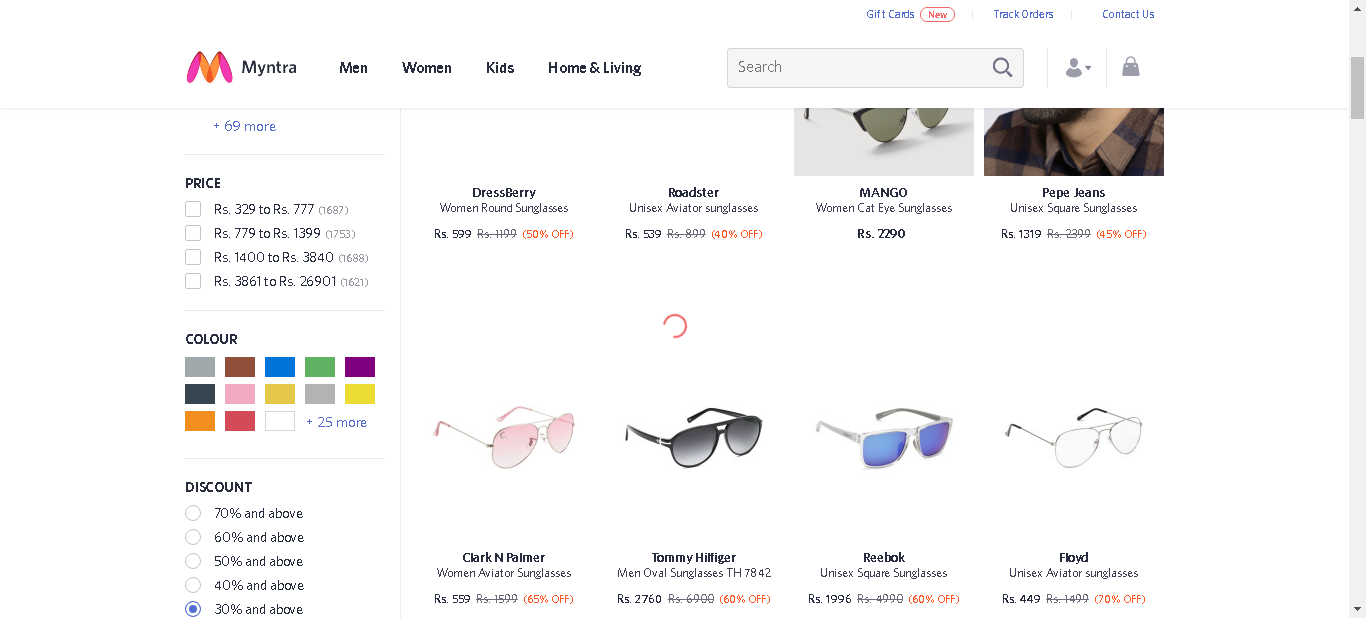 Gift Cards New Track Orders Contact Us
Myntra Men Women Kids Home & Living Search
+ 69 more
PRICE
Rs. 329 to Rs. 777 (1687)
Rs. 779 to Rs. 1399 (1753)
Rs. 1400 to Rs. 3840 (1688)
Rs. 3861 to Rs. 26901 (1621)
COLOUR
+ 25 more
DISCOUNT
70% and above
60% and above
50% and above
40% and above
30% and above
DressBerry
Women Round Sunglasses
Rs. 599 Rs. 1199 (50% OFF)
Roadster
Unisex Aviator sunglasses
Rs. 539 Rs. 899 (40% OFF)
MANGO
Women Cat Eye Sunglasses
Rs. 2290
Pepe Jeans
Unisex Square Sunglasses
Rs. 1319 Rs. 2399 (45% OFF)
Clark N Palmer
Women Aviator Sunglasses
Rs. 559 Rs. 1599 (65% OFF)
Tommy Hilfiger
Men Oval Sunglasses TH 7842
Rs. 2760 Rs. 6900 (60% OFF)
Reebok
Unisex Square Sunglasses
Rs. 1996 Rs. 4990 (60% OFF)
Floyd
Unisex Aviator sunglasses
Rs. 449 Rs. 1499 (70% OFF)